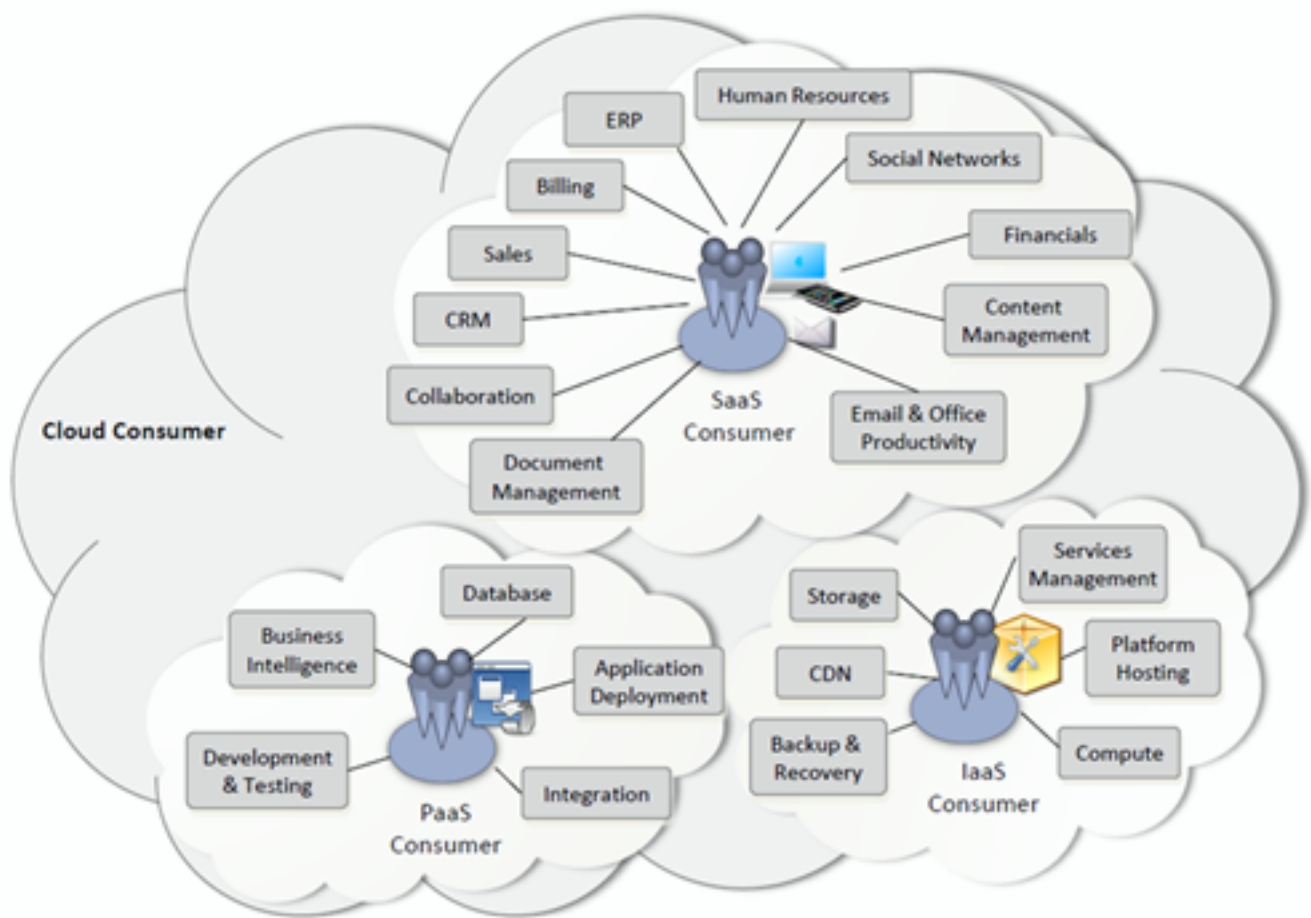 Human Resources
ERP
Social Networks
Billing
Financials
Sales
Content
Management
CRM
Collaboration
SaaS
Consumer
Email & Office
Productivity
Cloud Consumer
Document
Management
Services
Management
Database
Storage
Business
Intelligence
Application
Deployment
Platform
Hosting
CDN
Development
& Testing
Backup &
Recovery
Compute
Integration
IaaS
Consumer
PaaS
Consumer